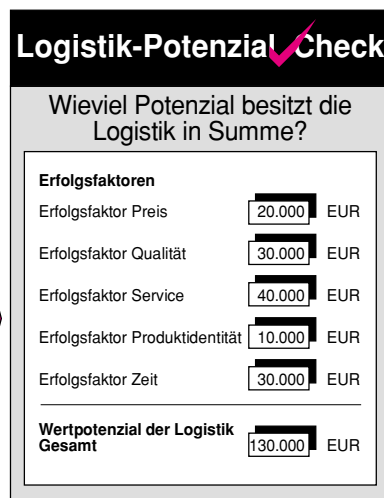 Logistik-Potenzial Check
Wieviel Potenzial besitzt die
Logistik in Summe?
Erfolgsfaktoren
Erfolgsfaktor Preis 20.000 EUR
Erfolgsfaktor Qualität 30.000 EUR
Erfolgsfaktor Service 40.000 EUR
Erfolgsfaktor Produktidentität 10.000 EUR
Erfolgsfaktor Zeit 30.000 EUR
Wertpotenzial der Logistik
Gesamt 130.000 EUR